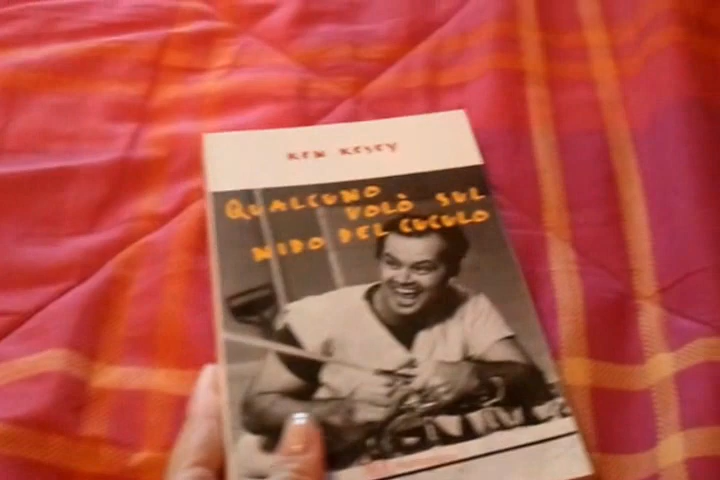 KEN KESEY
QUALCUNO
VOLÒ SUL
NIDO DEL CUCULO